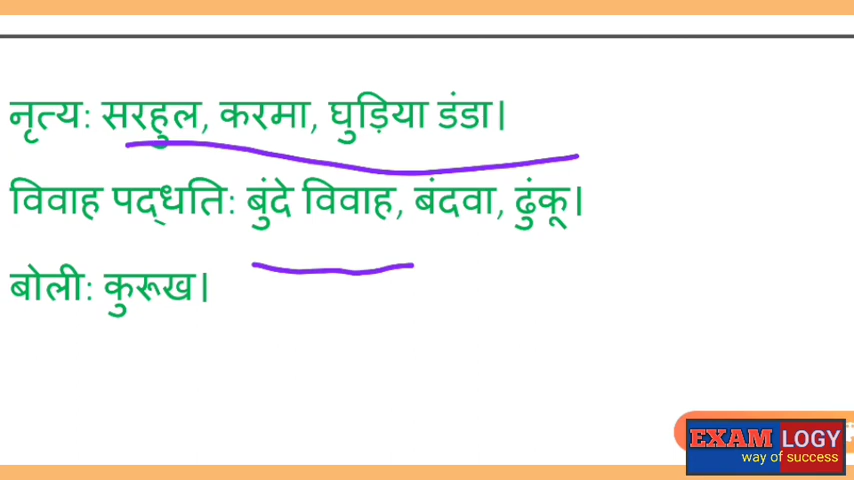 नृत्य: सरहुल, करमा, घुड़िया डंडा।
विवाह पद्धति: बुंदे विवाह, बंदवा, ढुंकू।
बोली: कुरूख।
EXAM LOGY
way of success